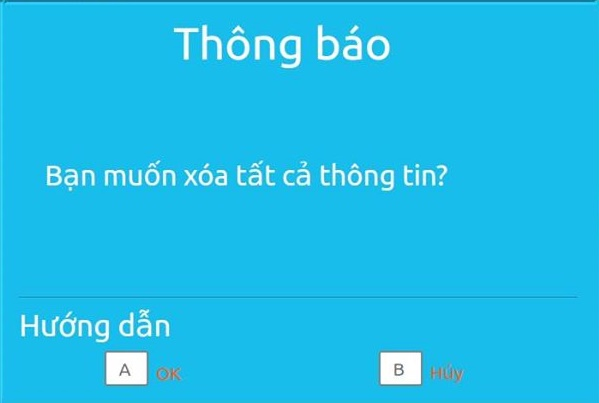 Thông báo
Bạn muốn xóa tất cả thông tin?
Hướng dẫn
A OK B Hủy